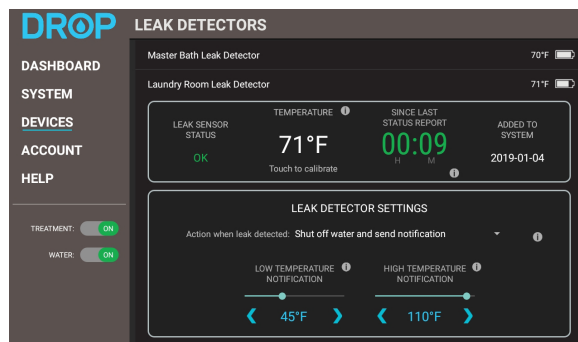 DROP
LEAK DETECTORS
DASHBOARD
SYSTEM
DEVICES
ACCOUNT
HELP
TREATMENT: ON
WATER: ON
Master Bath Leak Detector 70°F
Laundry Room Leak Detector 71°F
LEAK SENSOR
STATUS
OK
TEMPERATURE i
71°F
Touch to calibrate
SINCE LAST
STATUS REPORT
00:09
H M
i
ADDED TO
SYSTEM
2019-01-04
LEAK DETECTOR SETTINGS
Action when leak detected: Shut off water and send notification i
LOW TEMPERATURE i
NOTIFICATION
45°F
HIGH TEMPERATURE i
NOTIFICATION
110°F